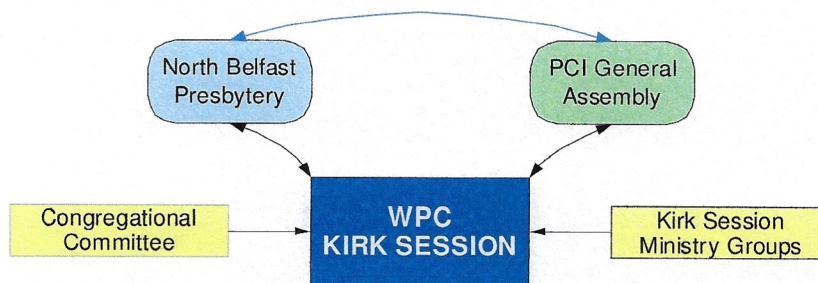 North Belfast
Presbytery
PCI General
Assembly
WPC
KIRK SESSION
Congregational
Committee
Kirk Session
Ministry Groups